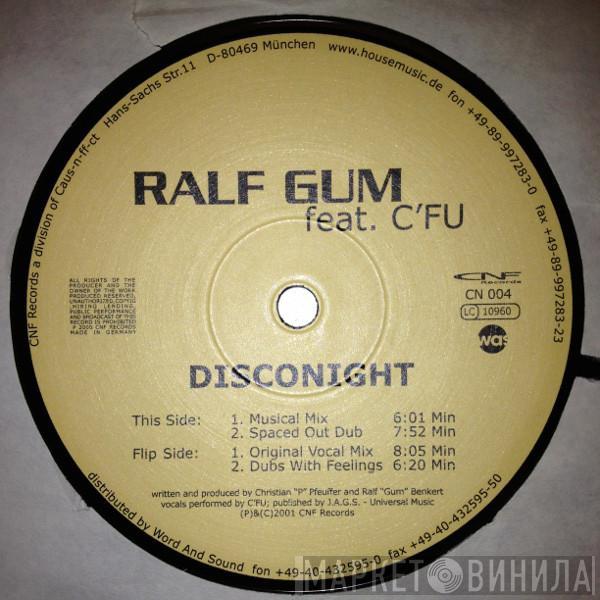 CNF Records a division of Caus-n-ff-ct Hans-Sachs Str.11 D-80469 München www.housemusic.de fon +49-89-997283-0 fax +49-89-997283-23
RALF GUM
feat. C'FU
ALL RIGHTS OF THE
PRODUCER AND THE
OWNER OF THE WORK
PRODUCED RESERVED,
UNAUTHORIZED, COPYIG
,HIRING LENDING,
PUBLIC PERFORMANCE
AND BROADCAST OF THIS
RECORD IS PROHIBITED
P 2000 CNF RECORDS
MADE IN GERMANY
CNF
Records
CN 004
LC 10960
was
DISCONIGHT
This Side: 1. Musical Mix 6:01 Min
2. Spaced Out Dub 7:52 Min
Flip Side: 1. Original Vocal Mix 8:05 Min
2. Dubs With Feelings 6:20 Min
written and produced by Christian "P" Pfeuffer and Ralf "Gum" Benkert
vocals performed by C'FU; published by J.A.G.S. - Universal Music
(P)&(C)2001 CNF Records
distributed by Word And Sound fon +49-40-432595-0 fax +49-40-432595-50
МАРКЕТ ВИНИЛА